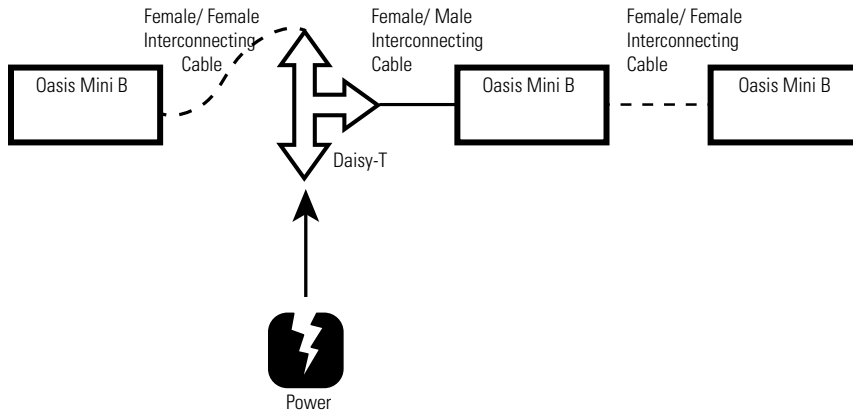 Female/ Female
Interconnecting
Cable
Female/ Male
Interconnecting
Cable
Female/ Female
Interconnecting
Cable
Oasis Mini B
Oasis Mini B
Oasis Mini B
Daisy-T
Power